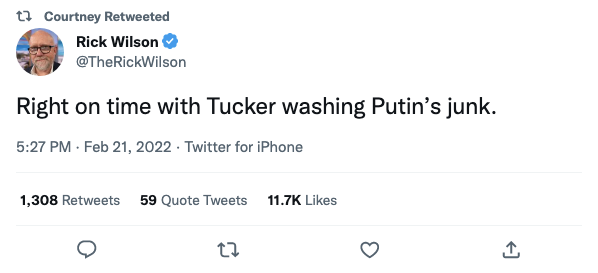 Courtney Retweeted
Rick Wilson
@TheRickWilson
Right on time with Tucker washing Putin’s junk.
5:27 PM · Feb 21, 2022 · Twitter for iPhone
1,308 Retweets 59 Quote Tweets 11.7K Likes